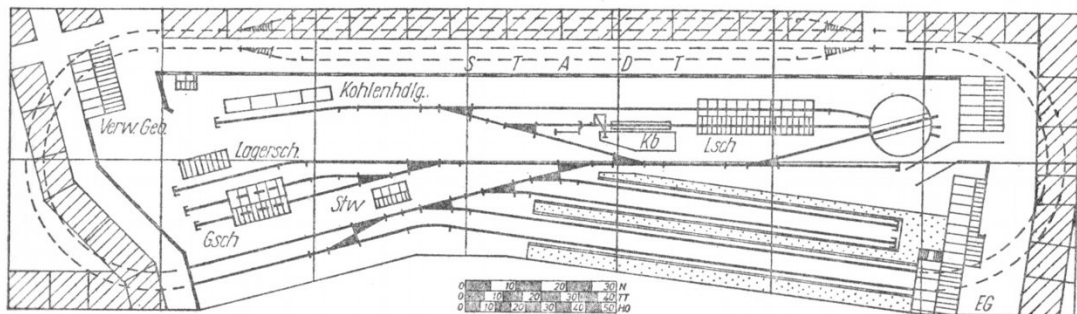 S T A D T
Kohlenhdlg.
Verw. Geb.
Lagersch.
Kb
Lsch
Stw
Gsch
EG
0 10 20 30 N
0 10 20 30 40 TT
0 10 20 30 40 50 H0